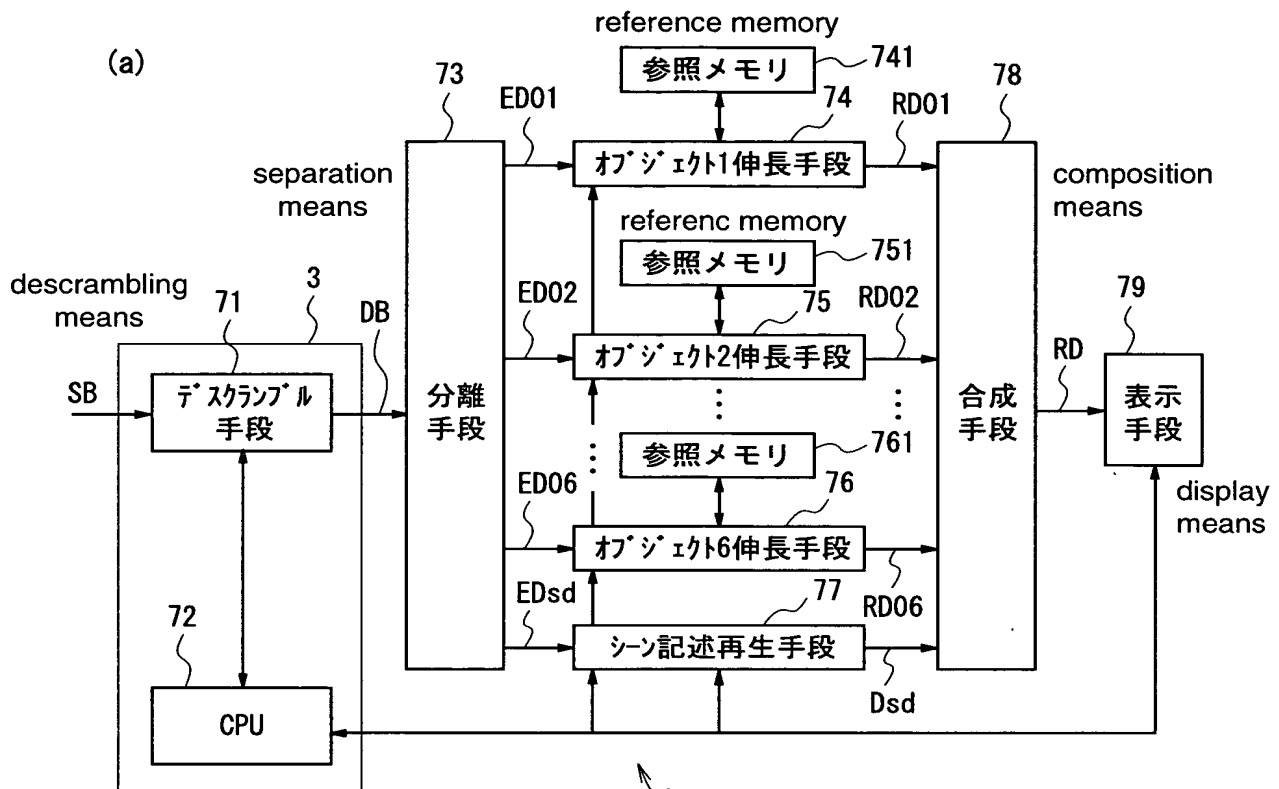 (a)
reference memory
参照メモリ
741
73
ED01
74
RD01
78
オブジェクト1伸長手段
separation
means
composition
means
referenc memory
参照メモリ
751
descrambling
means
71
3
DB
ED02
75
RD02
79
オブジェクト2伸長手段
RD
SB
デスクランブル
手段
分離
手段
合成
手段
表示
手段
参照メモリ
761
ED06
76
オブジェクト6伸長手段
display
means
RD06
EDsd
77
シーン記述再生手段
Dsd
72
CPU